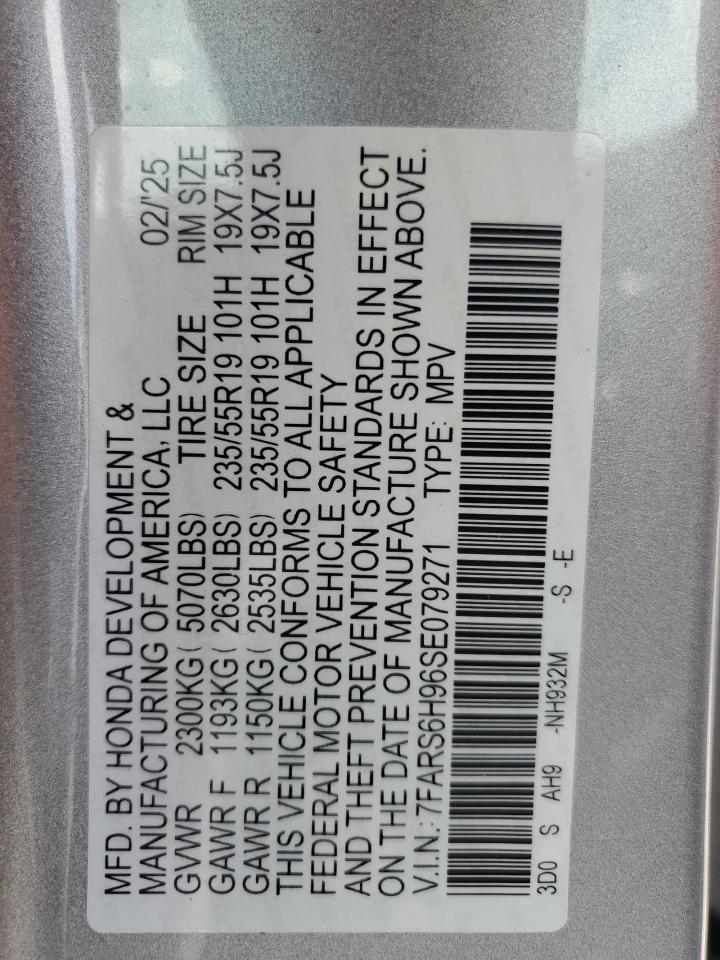 MFD. BY HONDA DEVELOPMENT &
MANUFACTURING OF AMERICA, LLC 02/'25
GVWR 2300KG( 5070LBS) TIRE SIZE RIM SIZE
GAWR F 1193KG( 2630LBS) 235/55R19 101H 19X7.5J
GAWR R 1150KG( 2535LBS) 235/55R19 101H 19X7.5J
THIS VEHICLE CONFORMS TO ALL APPLICABLE
FEDERAL MOTOR VEHICLE SAFETY
AND THEFT PREVENTION STANDARDS IN EFFECT
ON THE DATE OF MANUFACTURE SHOWN ABOVE.
V.I.N.: 7FARS6H96SE079271 TYPE: MPV
3D0 S AH9 -NH932M -S -E